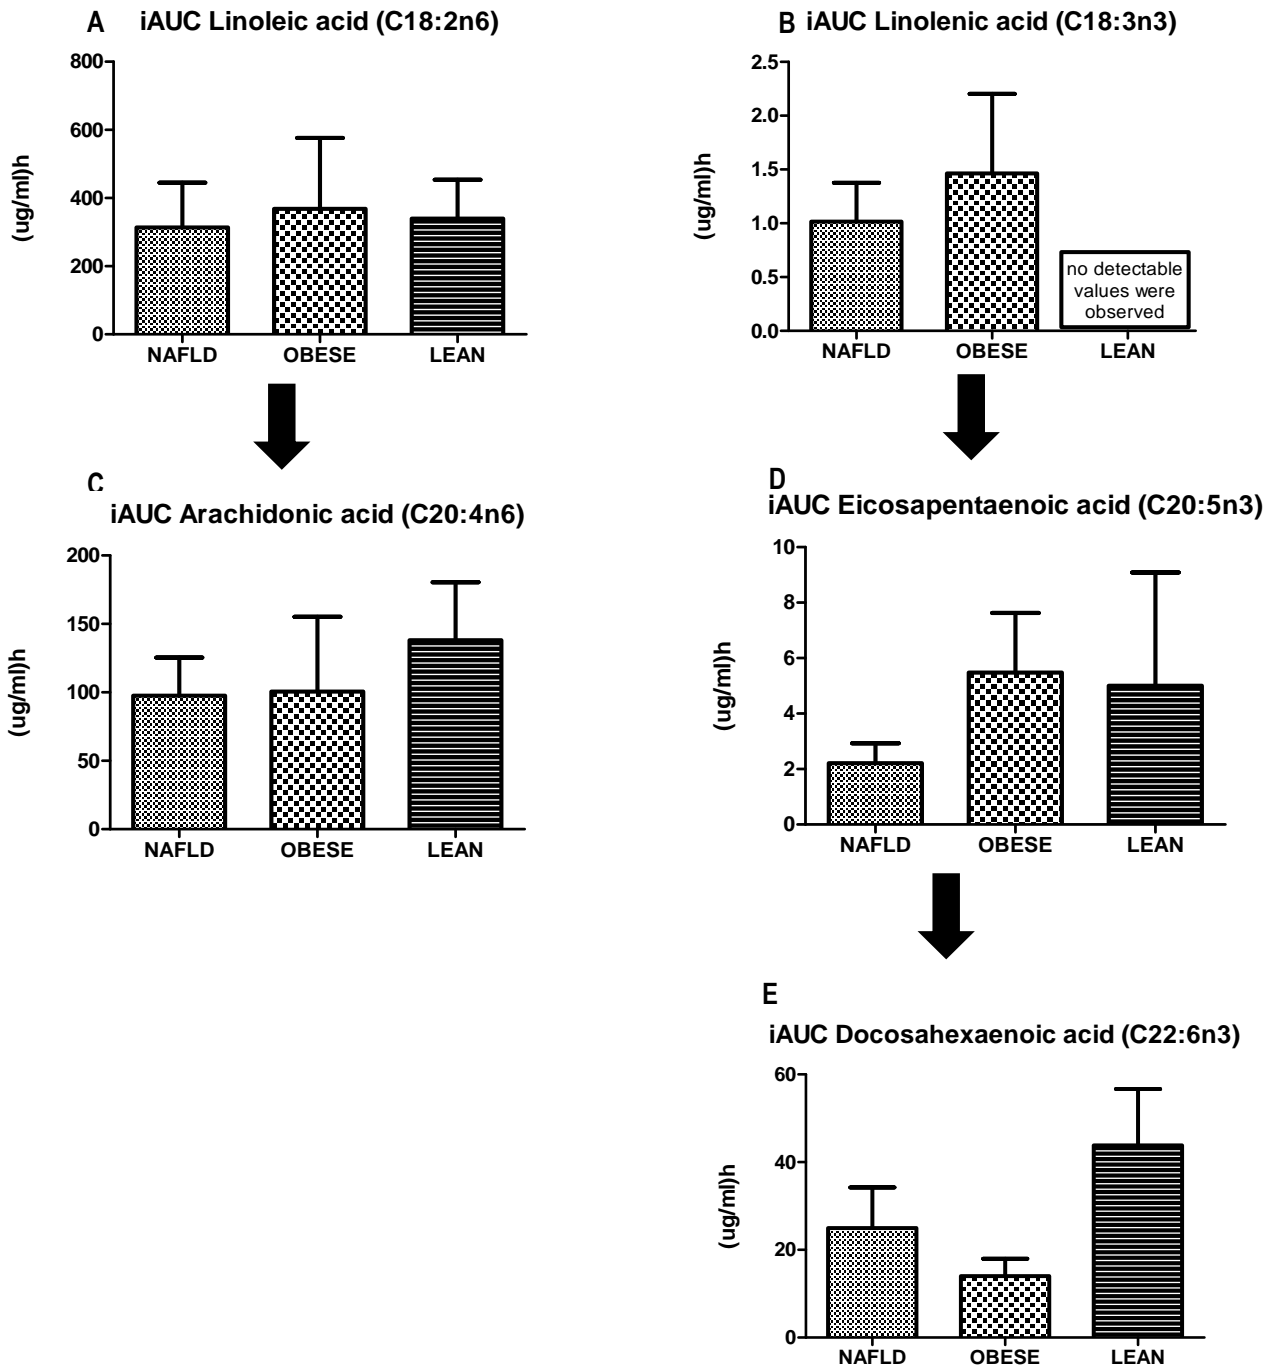 A iAUC Linoleic acid (C18:2n6)
(ug/ml)h
800
600
400
200
0
NAFLD OBESE LEAN
B iAUC Linolenic acid (C18:3n3)
(ug/ml)h
2.5
2.0
1.5
1.0
0.5
0.0
no detectable
values were
observed
NAFLD OBESE LEAN
C
iAUC Arachidonic acid (C20:4n6)
(ug/ml)h
200
150
100
50
0
NAFLD OBESE LEAN
D
iAUC Eicosapentaenoic acid (C20:5n3)
(ug/ml)h
10
8
6
4
2
0
NAFLD OBESE LEAN
E
iAUC Docosahexaenoic acid (C22:6n3)
(ug/ml)h
60
40
20
0
NAFLD OBESE LEAN